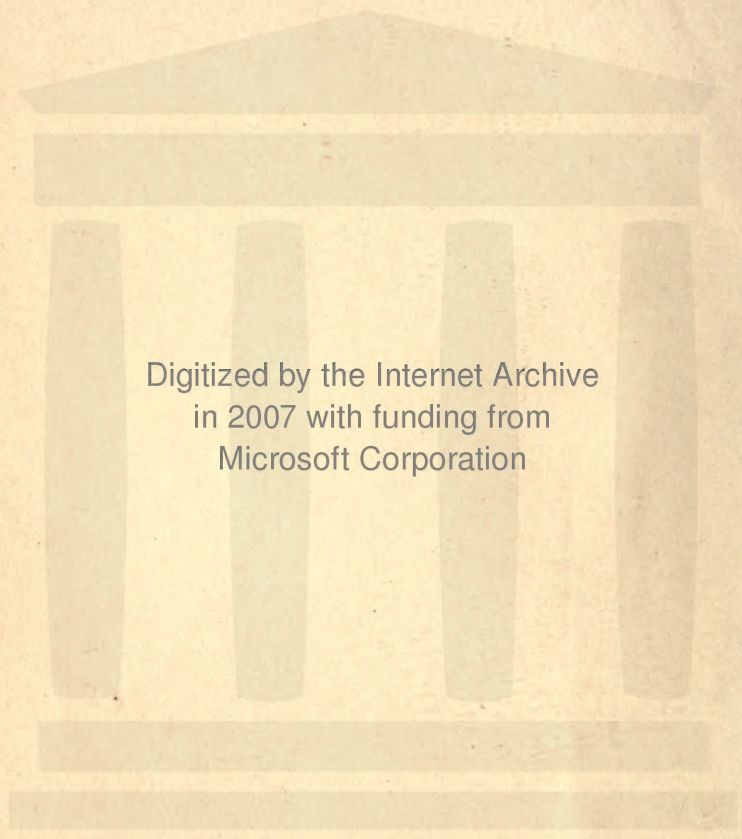 Digitized by the Internet Archive
in 2007 with funding from
Microsoft Corporation